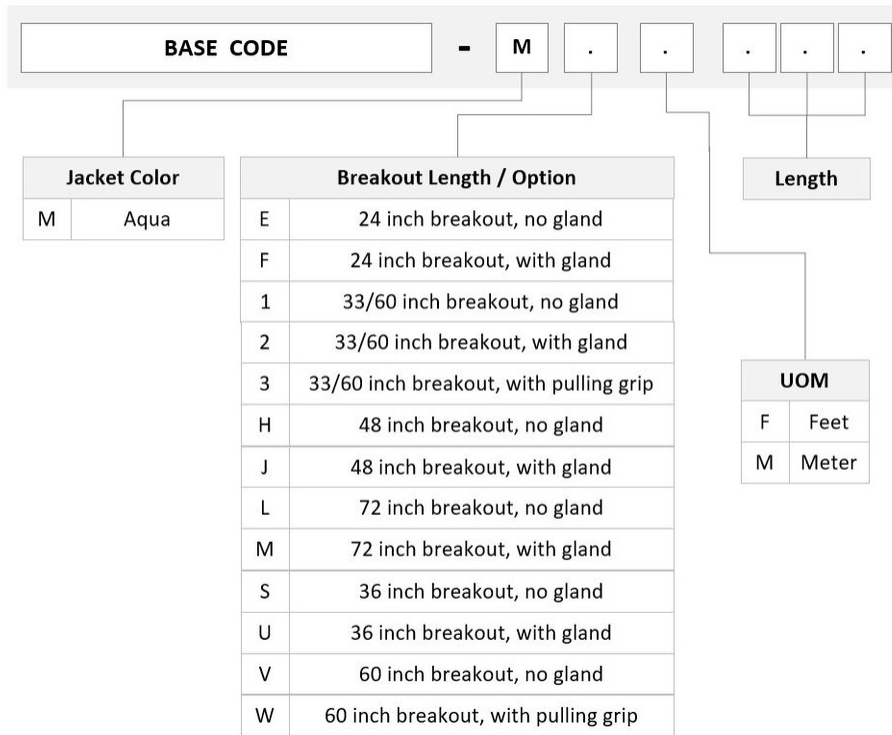 BASE CODE - M . . . . .
Jacket Color
M Aqua
Breakout Length / Option
E 24 inch breakout, no gland
F 24 inch breakout, with gland
1 33/60 inch breakout, no gland
2 33/60 inch breakout, with gland
3 33/60 inch breakout, with pulling grip
H 48 inch breakout, no gland
J 48 inch breakout, with gland
L 72 inch breakout, no gland
M 72 inch breakout, with gland
S 36 inch breakout, no gland
U 36 inch breakout, with gland
V 60 inch breakout, no gland
W 60 inch breakout, with pulling grip
Length
UOM
F Feet
M Meter